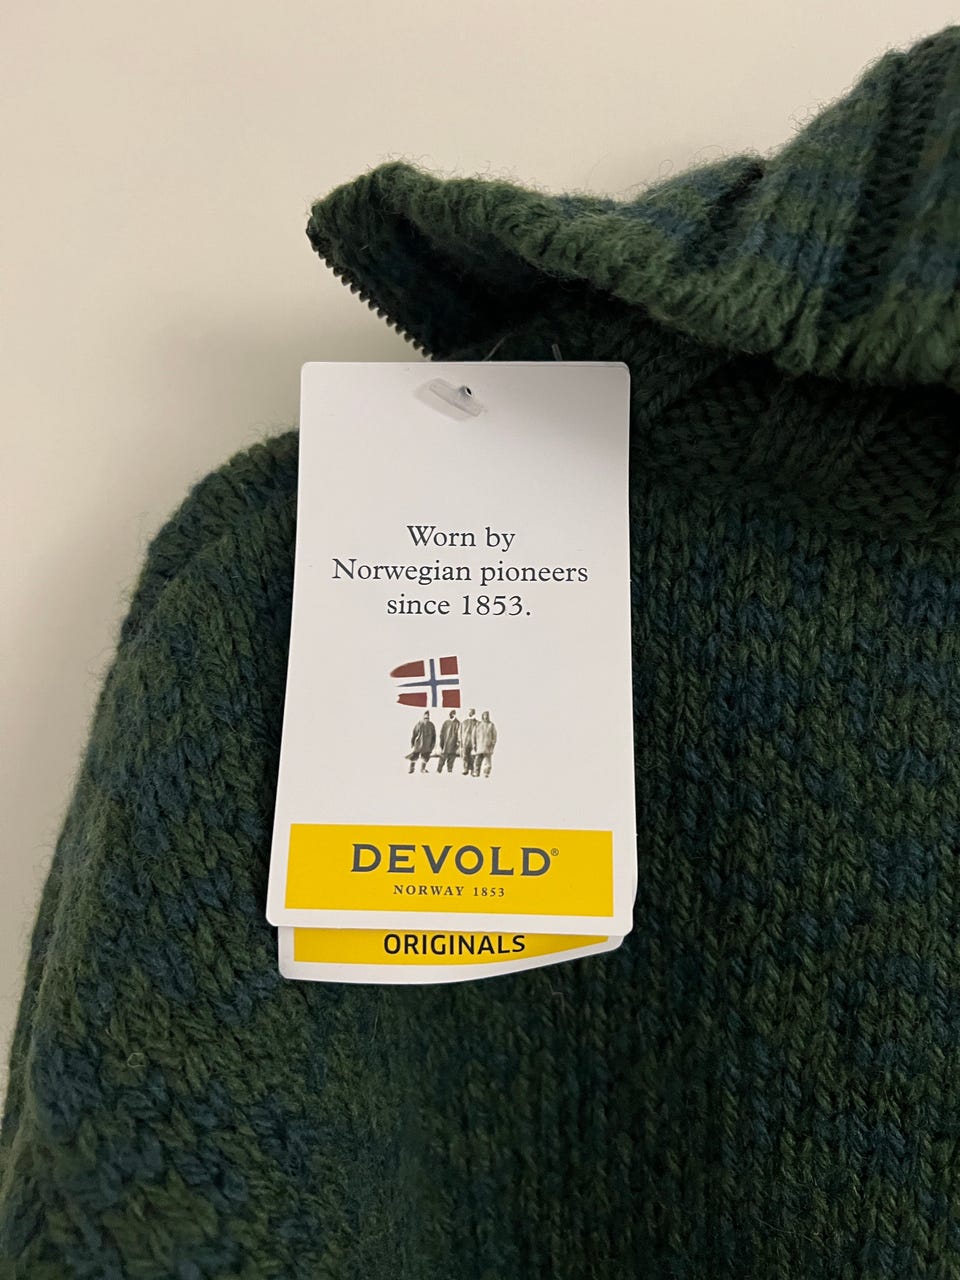 Worn by
Norwegian pioneers
since 1853.
DEVOLD®
NORWAY 1853
ORIGINALS